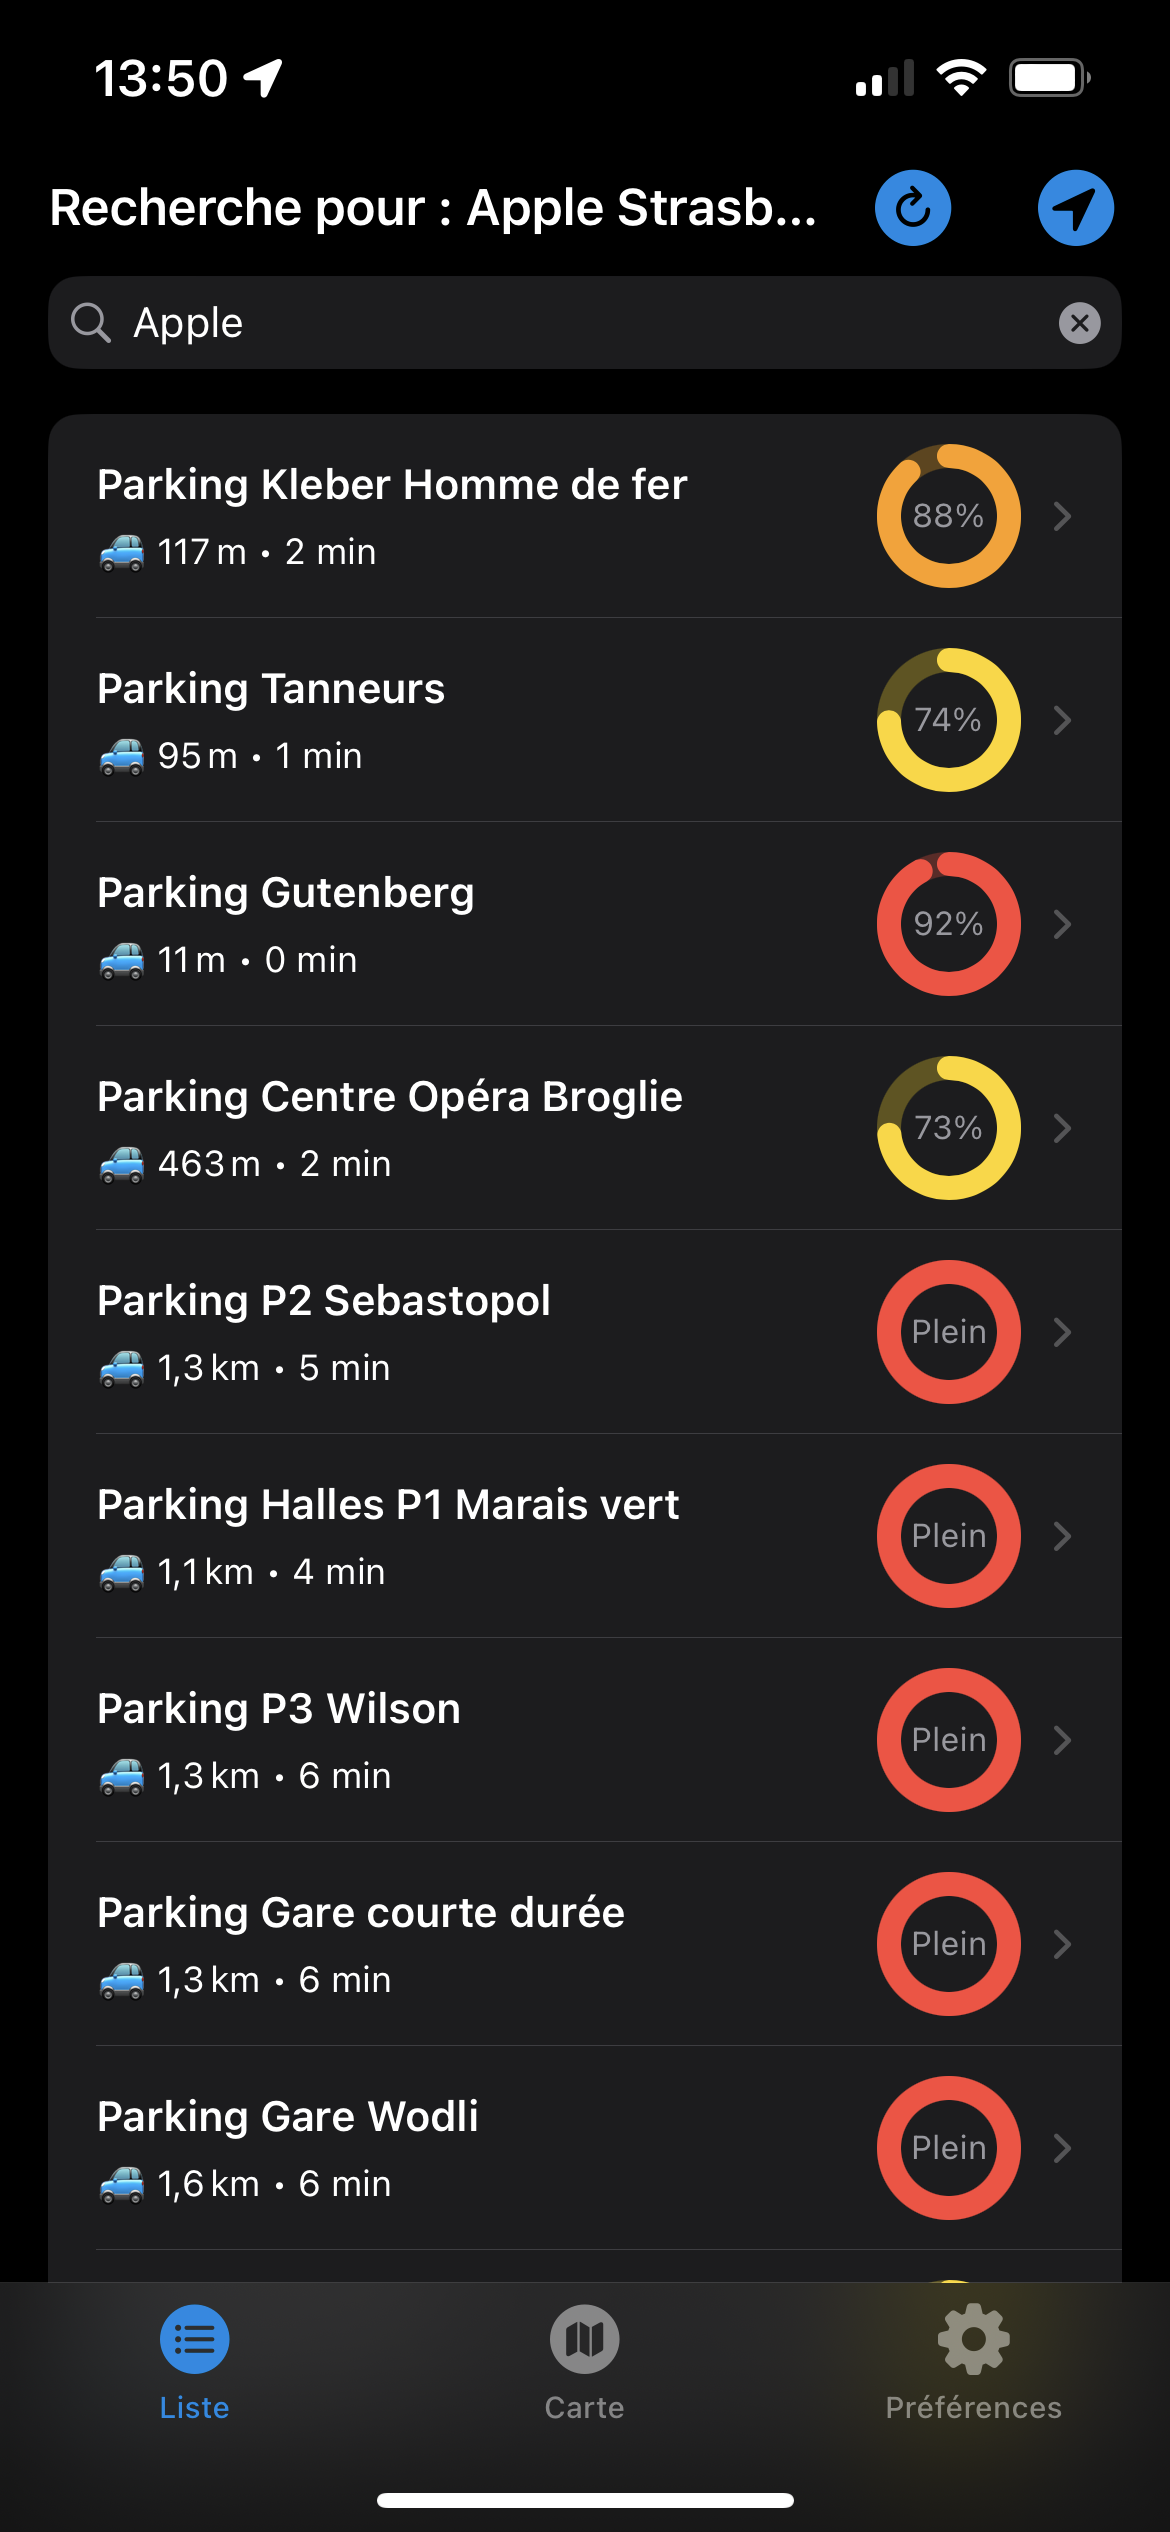 13:50
Recherche pour : Apple Strasb...
Apple
Parking Kleber Homme de fer
117 m • 2 min
88%
Parking Tanneurs
95 m • 1 min
74%
Parking Gutenberg
11 m • 0 min
92%
Parking Centre Opéra Broglie
463 m • 2 min
73%
Parking P2 Sebastopol
1,3 km • 5 min
Plein
Parking Halles P1 Marais vert
1,1 km • 4 min
Plein
Parking P3 Wilson
1,3 km • 6 min
Plein
Parking Gare courte durée
1,3 km • 6 min
Plein
Parking Gare Wodli
1,6 km • 6 min
Plein
Liste
Carte
Préférences